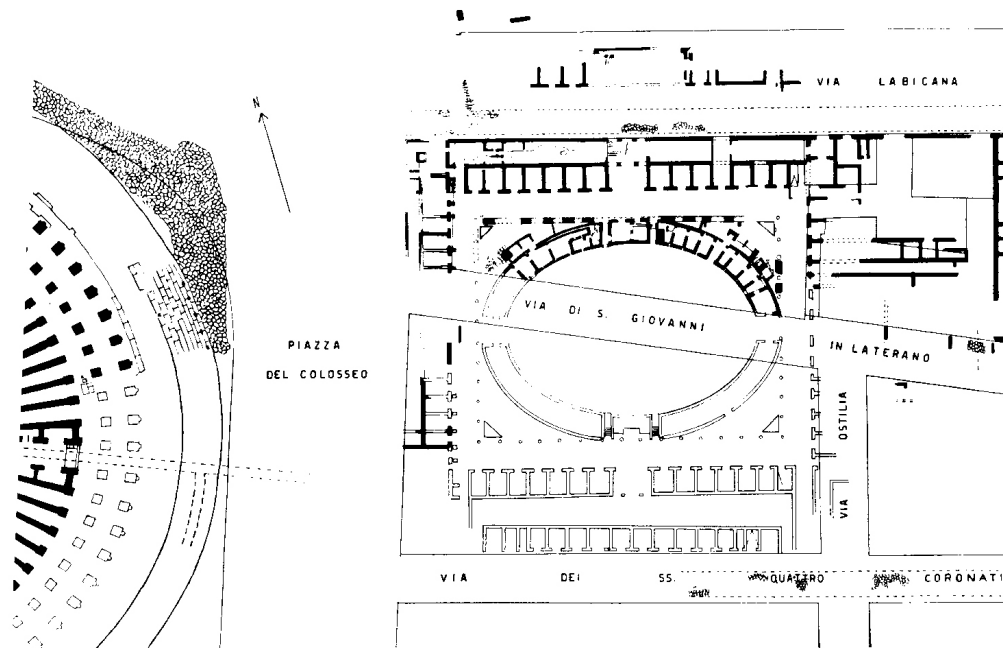 N
VIA LABICANA
PIAZZA
DEL COLOSSEO
VIA DI S. GIOVANNI
IN LATERANO
VIA OSTILIA
VIA DEI SS. QUATTRO CORONATI